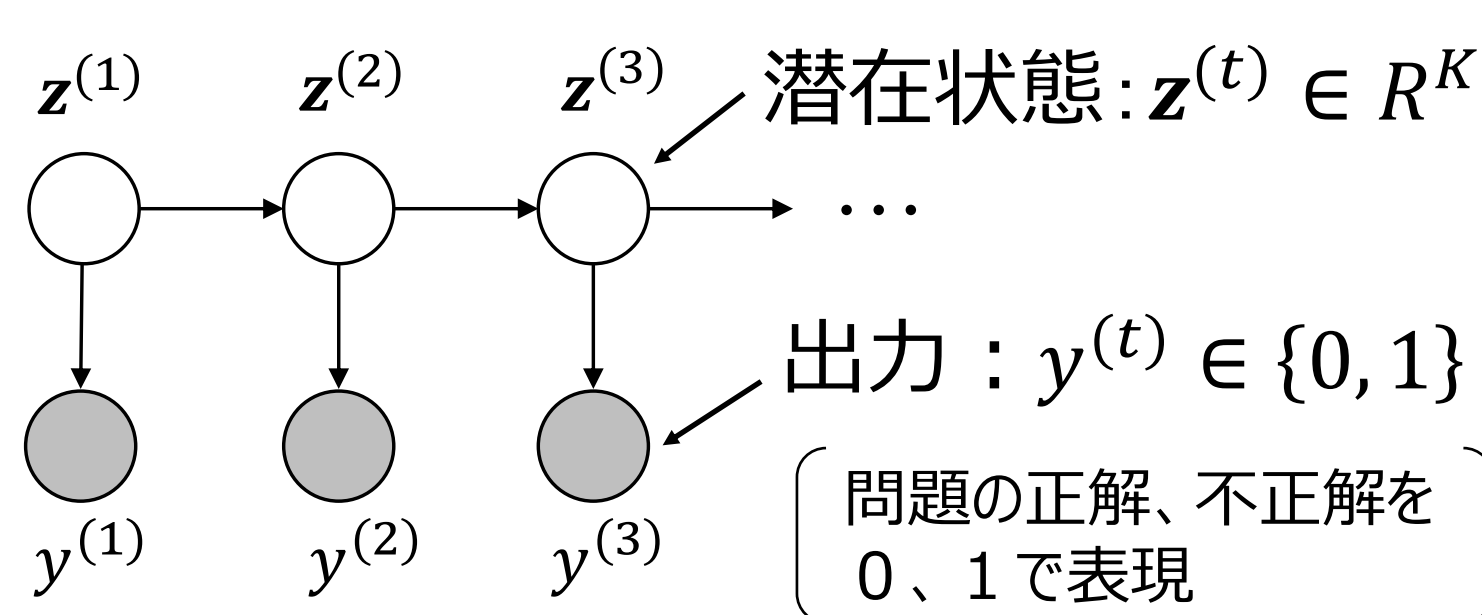 𝒛⁽¹⁾ 𝒛⁽²⁾ 𝒛⁽³⁾
潜在状態 : 𝒛⁽ᵗ⁾ ∈ Rᴷ
...
出力 : y⁽ᵗ⁾ ∈ {0, 1}
問題の正解、不正解を
0 、 1 で表現
y⁽¹⁾ y⁽²⁾ y⁽³⁾